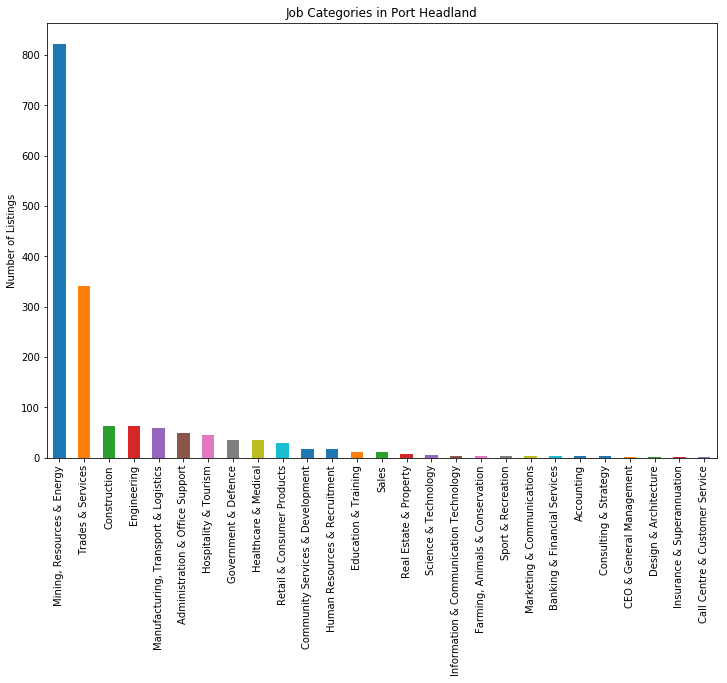 Job Categories in Port Headland
Number of Listings
800
700
600
500
400
300
200
100
0
Mining, Resources & Energy
Trades & Services
Construction
Engineering
Manufacturing, Transport & Logistics
Administration & Office Support
Hospitality & Tourism
Government & Defence
Healthcare & Medical
Retail & Consumer Products
Community Services & Development
Human Resources & Recruitment
Education & Training
Sales
Real Estate & Property
Science & Technology
Information & Communication Technology
Farming, Animals & Conservation
Sport & Recreation
Marketing & Communications
Banking & Financial Services
Accounting
Consulting & Strategy
CEO & General Management
Design & Architecture
Insurance & Superannuation
Call Centre & Customer Service